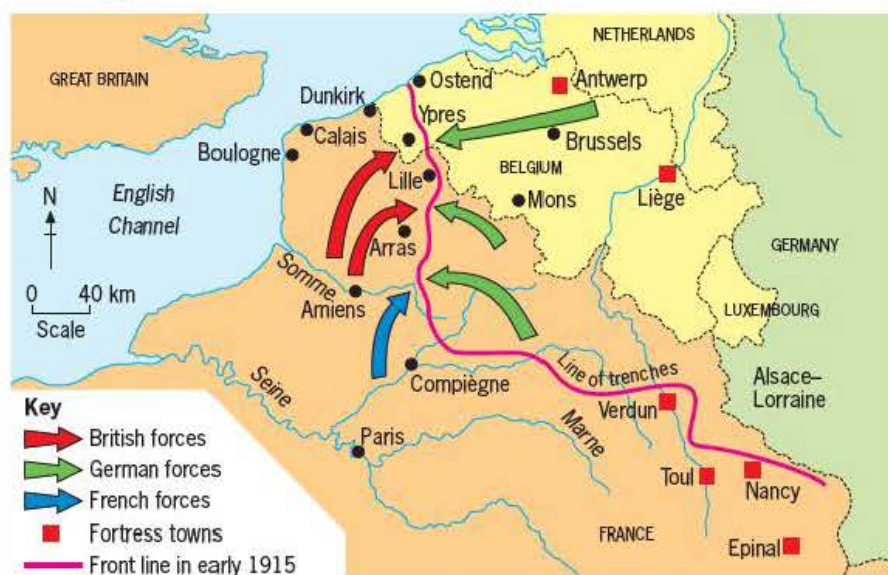 NETHERLANDS
GREAT BRITAIN
Ostend
Antwerp
Dunkirk
Ypres
Calais
Brussels
Boulogne
BELGIUM
Lille
English
Channel
N
Mons
Liège
Arras
GERMANY
Somme
0 40 km
Scale
Amiens
LUXEMBOURG
Line of trenches
Compiègne
Alsace–
Lorraine
Seine
Verdun
Key
British forces
Marne
Paris
German forces
Toul
Nancy
French forces
Fortress towns
FRANCE
Epinal
Front line in early 1915